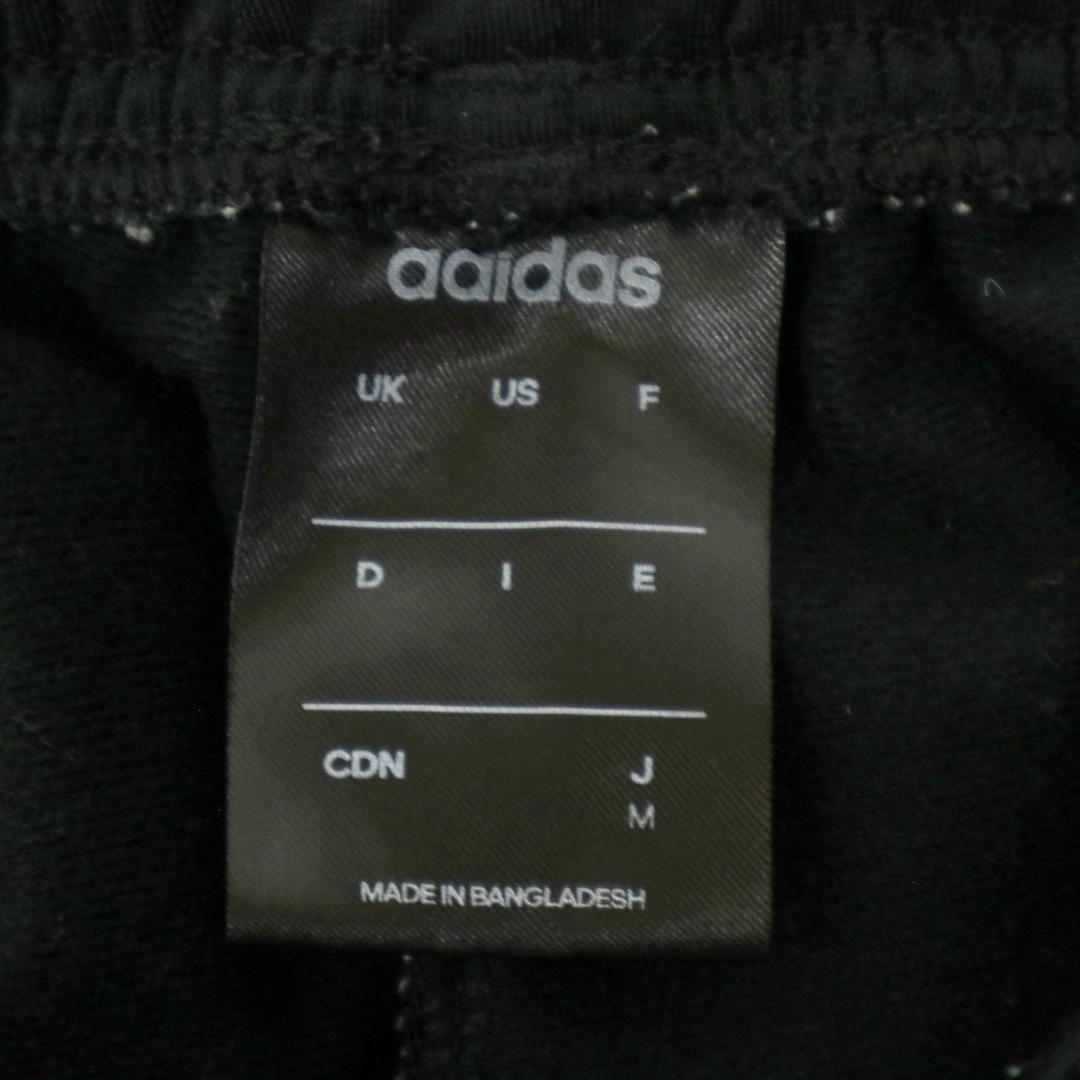 adidas
UK US F
D I E
CDN J
M
MADE IN BANGLADESH